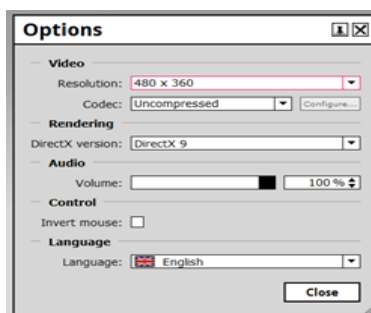 Options
Video
Resolution: 480 x 360
Codec: Uncompressed Configure...
Rendering
DirectX version: DirectX 9
Audio
Volume: 100 %
Control
Invert mouse:
Language
Language: English
Close